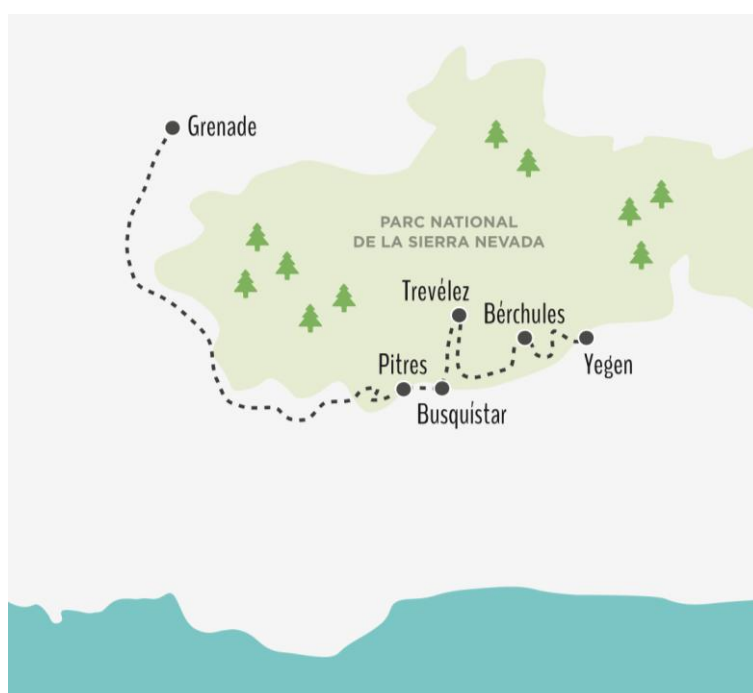 Grenade
PARC NATIONAL
DE LA SIERRA NEVADA
Trevélez
Bérchules
Pitres
Yegen
Busquístar